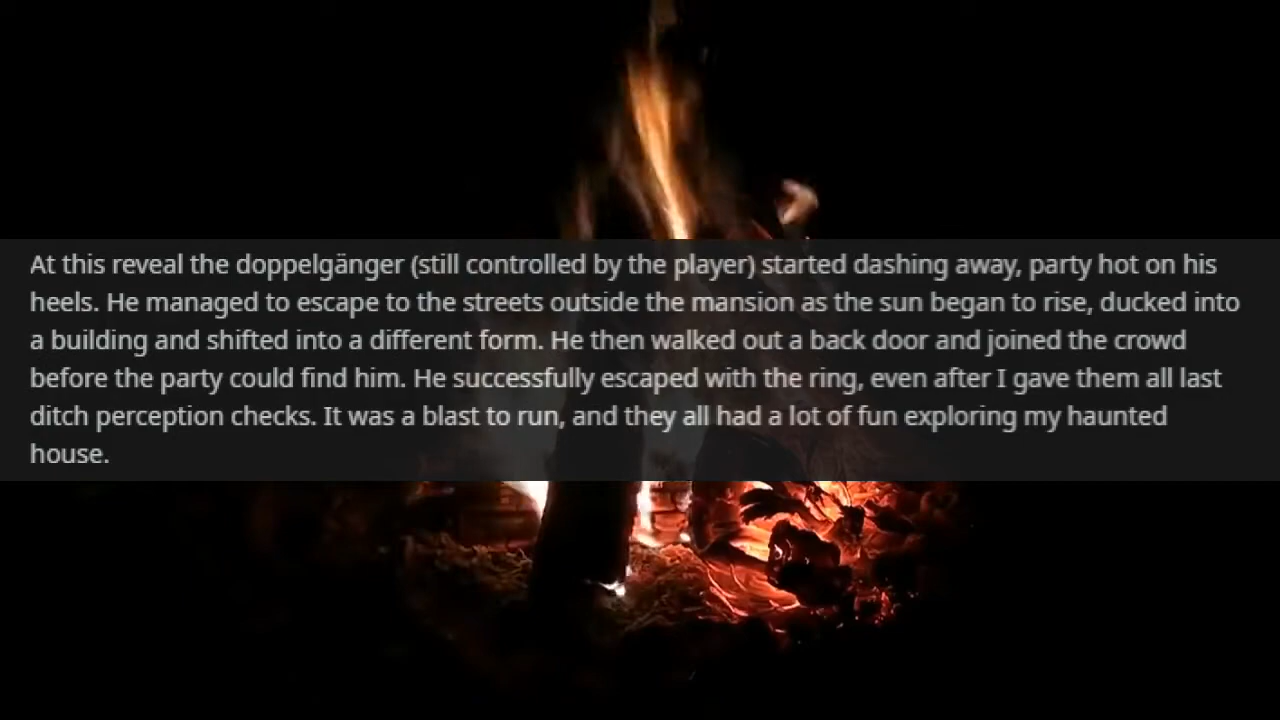 At this reveal the doppelgänger (still controlled by the player) started dashing away, party hot on his
heels. He managed to escape to the streets outside the mansion as the sun began to rise, ducked into
a building and shifted into a different form. He then walked out a back door and joined the crowd
before the party could find him. He successfully escaped with the ring, even after I gave them all last
ditch perception checks. It was a blast to run, and they all had a lot of fun exploring my haunted
house.